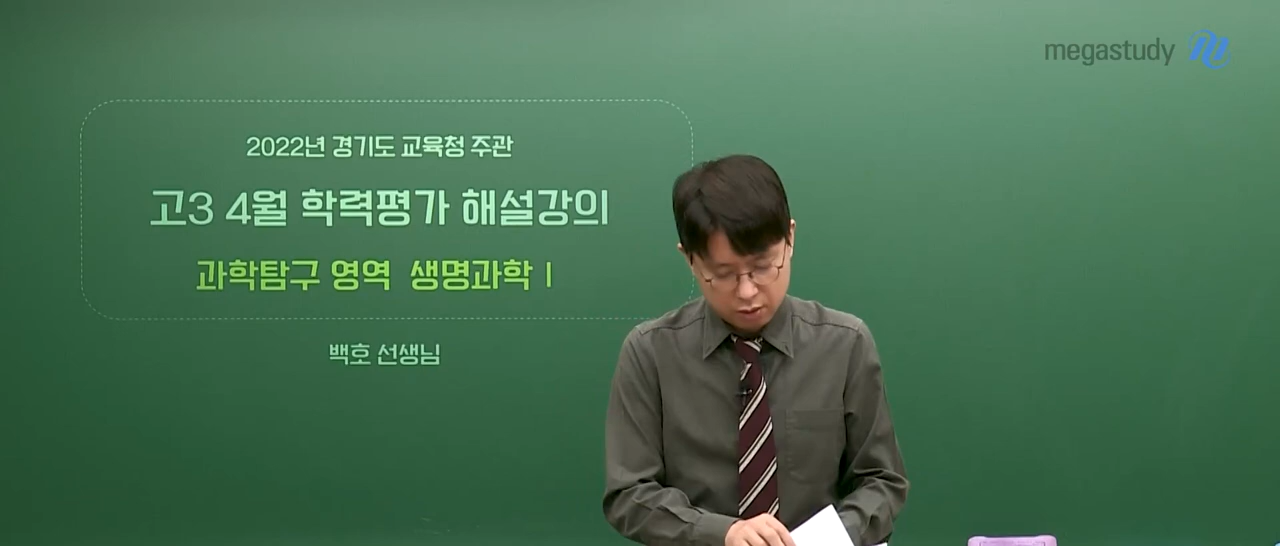 megastudy
2022년 경기도 교육청 주관
고3 4월 학력평가 해설강의
과학탐구 영역 생명과학 I
백호 선생님